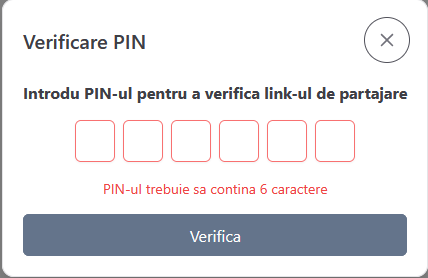 Verificare PIN
Introdu PIN-ul pentru a verifica link-ul de partajare
PIN-ul trebuie sa contina 6 caractere
Verifica